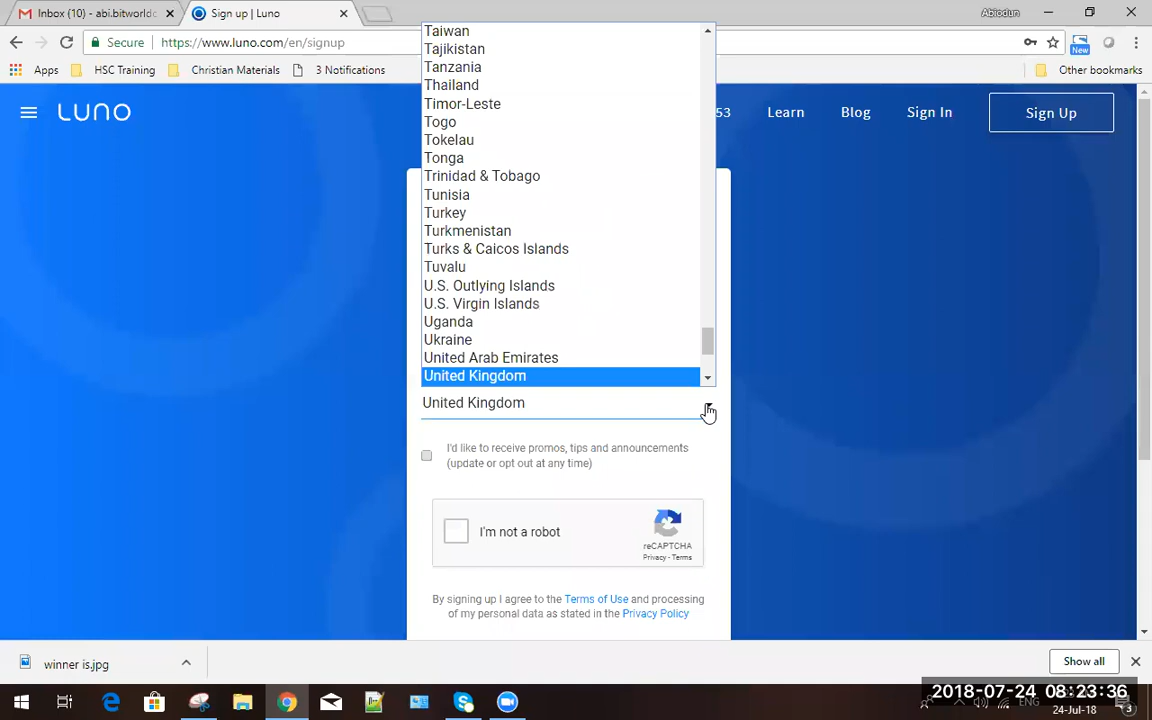 Inbox (10) - abi.bitworldc
Sign up | Luno
Abiodun
Secure
https://www.luno.com/en/signup
New
Apps
HSC Training
Christian Materials
3 Notifications
Other bookmarks
LUNO
53
Learn
Blog
Sign In
Sign Up
Taiwan
Tajikistan
Tanzania
Thailand
Timor-Leste
Togo
Tokelau
Tonga
Trinidad & Tobago
Tunisia
Turkey
Turkmenistan
Turks & Caicos Islands
Tuvalu
U.S. Outlying Islands
U.S. Virgin Islands
Uganda
Ukraine
United Arab Emirates
United Kingdom
United Kingdom
I'd like to receive promos, tips and announcements
(update or opt out at any time)
I'm not a robot
reCAPTCHA
Privacy - Terms
By signing up I agree to the Terms of Use and processing
of my personal data as stated in the Privacy Policy
winner is.jpg
Show all
2018-07-24 08:23:36
ENG
24-Jul-18
3